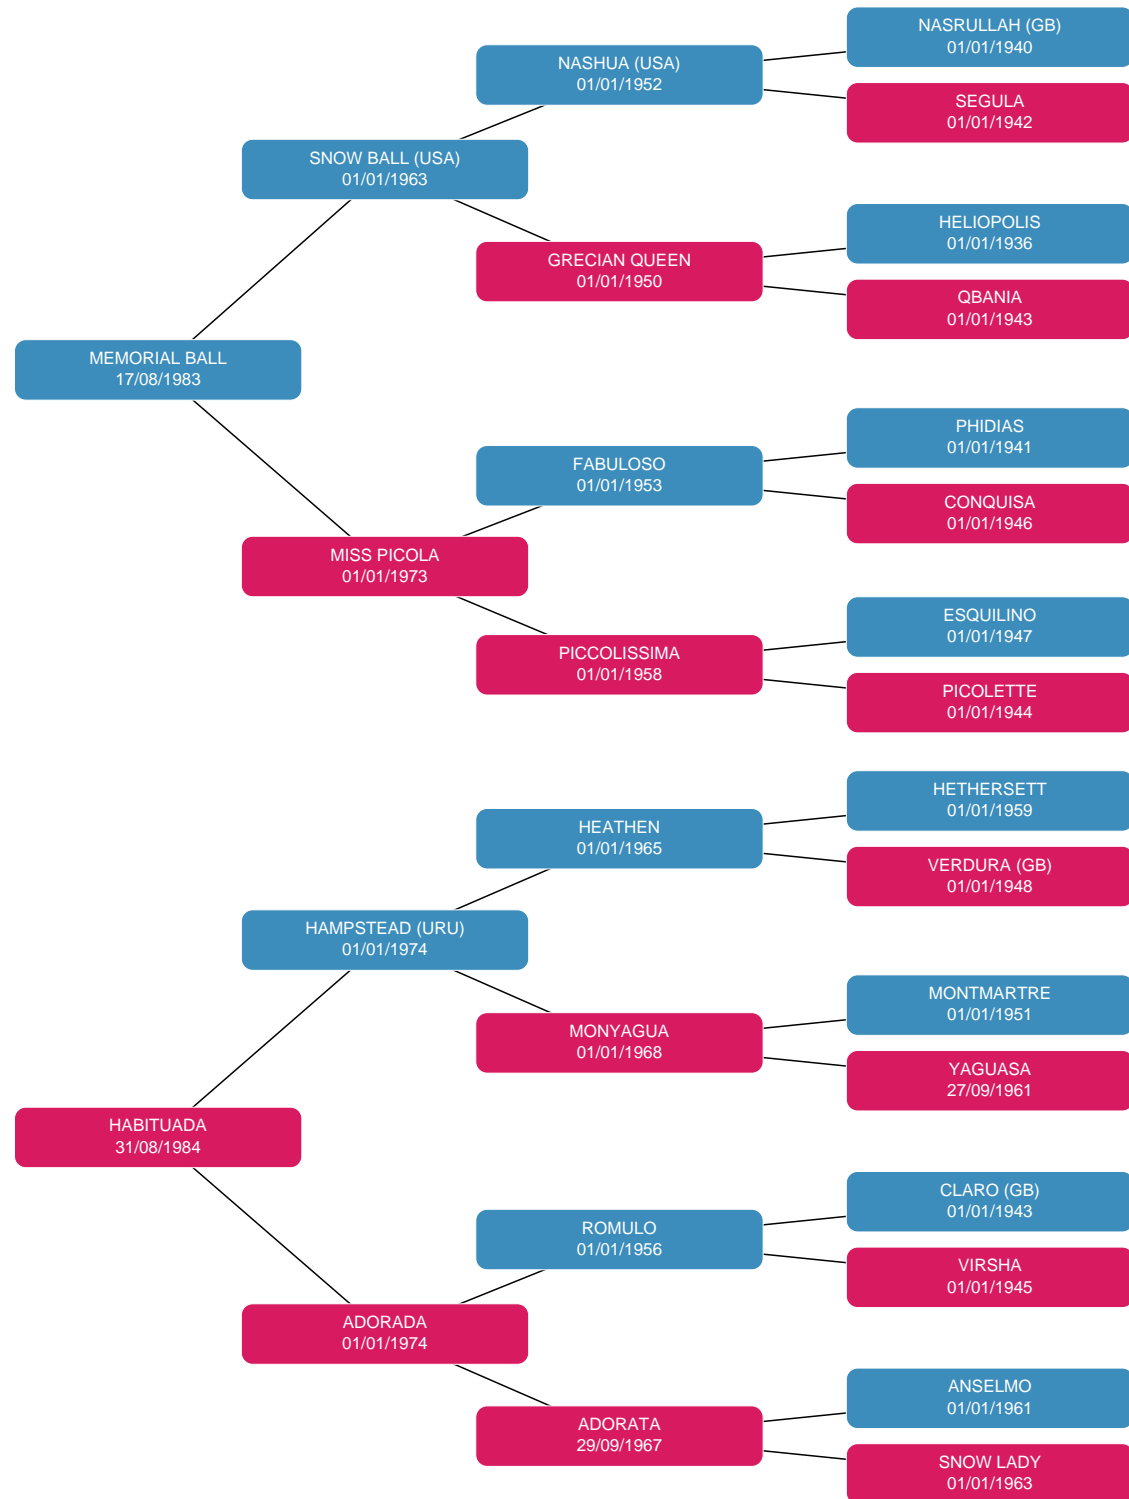 NASRULLAH (GB)
01/01/1940
NASHUA (USA)
01/01/1952
SEGULA
01/01/1942
SNOW BALL (USA)
01/01/1963
HELIOPOLIS
01/01/1936
GRECIAN QUEEN
01/01/1950
QBANIA
01/01/1943
MEMORIAL BALL
17/08/1983
PHIDIAS
01/01/1941
FABULOSO
01/01/1953
CONQUISA
01/01/1946
MISS PICOLA
01/01/1973
ESQUILINO
01/01/1947
PICCOLISSIMA
01/01/1958
PICOLETTE
01/01/1944
HETHERSETT
01/01/1959
HEATHEN
01/01/1965
VERDURA (GB)
01/01/1948
HAMPSTEAD (URU)
01/01/1974
MONTMARTRE
01/01/1951
MONYAGUA
01/01/1968
YAGUASA
27/09/1961
HABITUADA
31/08/1984
CLARO (GB)
01/01/1943
ROMULO
01/01/1956
VIRSHA
01/01/1945
ADORADA
01/01/1974
ANSELMO
01/01/1961
ADORATA
29/09/1967
SNOW LADY
01/01/1963